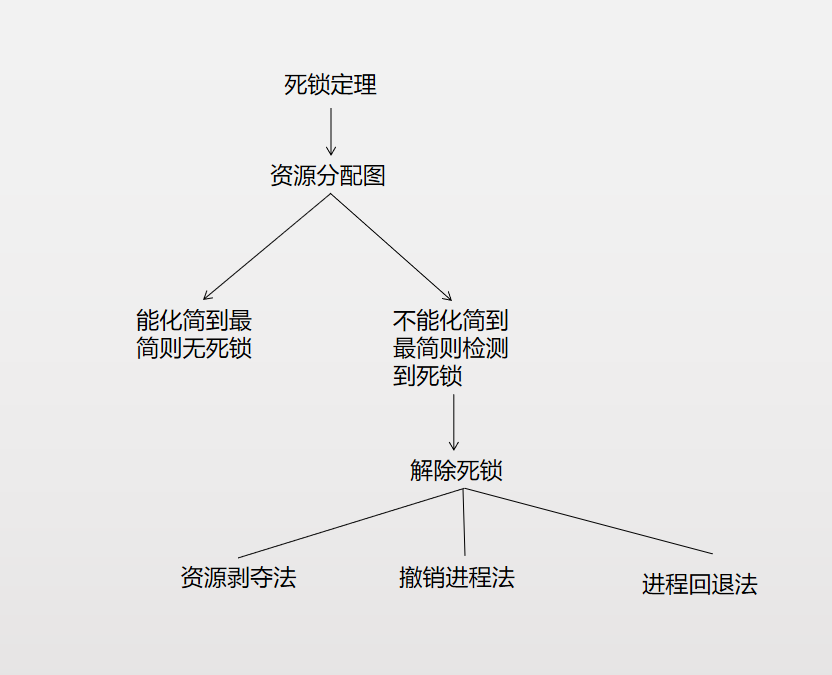 死锁定理
资源分配图
能化简到最
简则无死锁
不能化简到
最简则检测
到死锁
解除死锁
资源剥夺法
撤销进程法
进程回退法